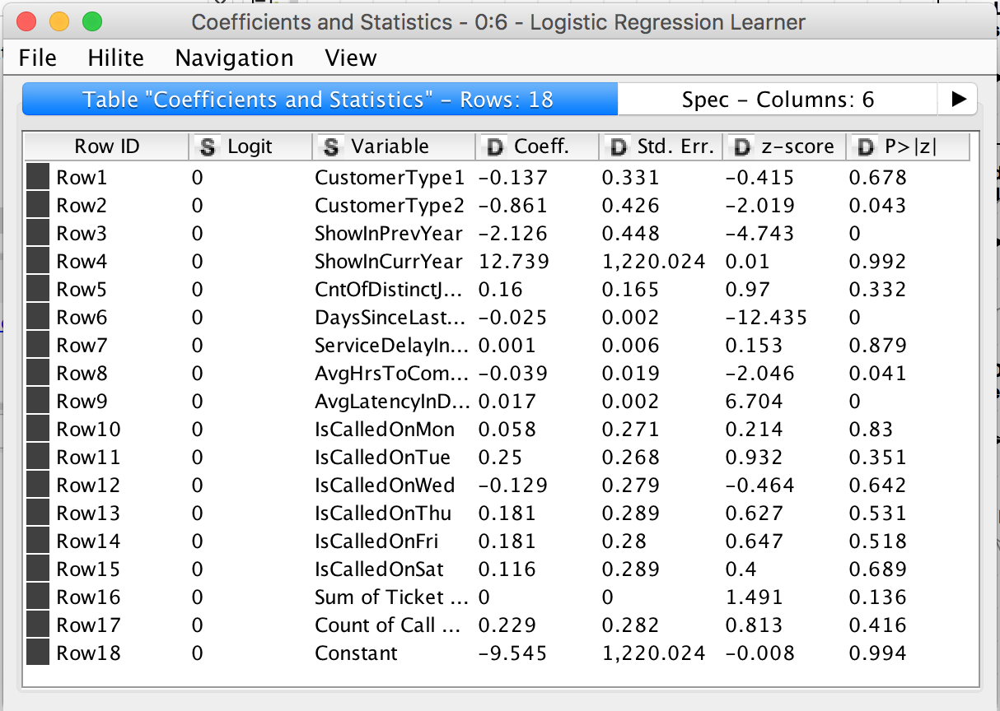 Coefficients and Statistics - 0:6 - Logistic Regression Learner
File Hilite Navigation View
Table "Coefficients and Statistics" - Rows: 18 Spec - Columns: 6
Row ID S Logit S Variable D Coeff. D Std. Err. D z-score D P>|z|
Row1 0 CustomerType1 -0.137 0.331 -0.415 0.678
Row2 0 CustomerType2 -0.861 0.426 -2.019 0.043
Row3 0 ShowInPrevYear -2.126 0.448 -4.743 0
Row4 0 ShowInCurrYear 12.739 1,220.024 0.01 0.992
Row5 0 CntOfDistinctJ... 0.16 0.165 0.97 0.332
Row6 0 DaysSinceLast... -0.025 0.002 -12.435 0
Row7 0 ServiceDelayIn... 0.001 0.006 0.153 0.879
Row8 0 AvgHrsToCom... -0.039 0.019 -2.046 0.041
Row9 0 AvgLatencyInD... 0.017 0.002 6.704 0
Row10 0 IsCalledOnMon 0.058 0.271 0.214 0.83
Row11 0 IsCalledOnTue 0.25 0.268 0.932 0.351
Row12 0 IsCalledOnWed -0.129 0.279 -0.464 0.642
Row13 0 IsCalledOnThu 0.181 0.289 0.627 0.531
Row14 0 IsCalledOnFri 0.181 0.28 0.647 0.518
Row15 0 IsCalledOnSat 0.116 0.289 0.4 0.689
Row16 0 Sum of Ticket ... 0 0 1.491 0.136
Row17 0 Count of Call ... 0.229 0.282 0.813 0.416
Row18 0 Constant -9.545 1,220.024 -0.008 0.994